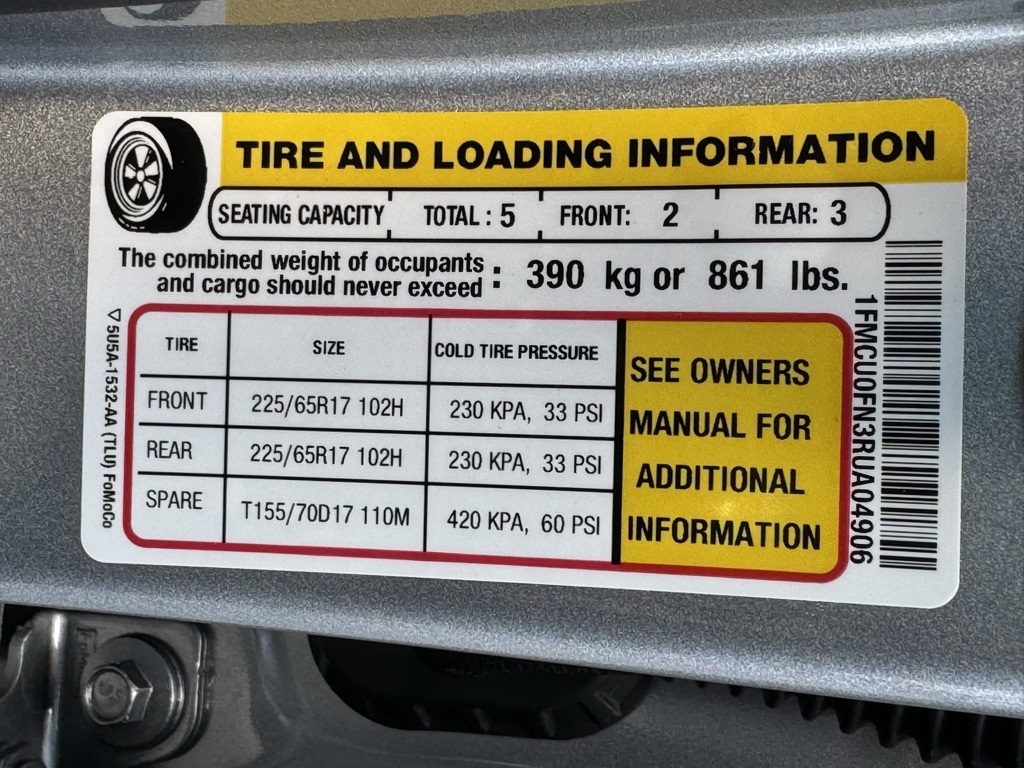 TIRE AND LOADING INFORMATION
SEATING CAPACITY TOTAL : 5 FRONT: 2 REAR: 3
The combined weight of occupants
and cargo should never exceed : 390 kg or 861 lbs.
TIRE SIZE COLD TIRE PRESSURE
FRONT 225/65R17 102H 230 KPA, 33 PSI
REAR 225/65R17 102H 230 KPA, 33 PSI
SPARE T155/70D17 110M 420 KPA, 60 PSI
SEE OWNERS
MANUAL FOR
ADDITIONAL
INFORMATION
▽5U5A-1532-AA (TLU) FoMoCo
1FMCU0FN3RUA04906